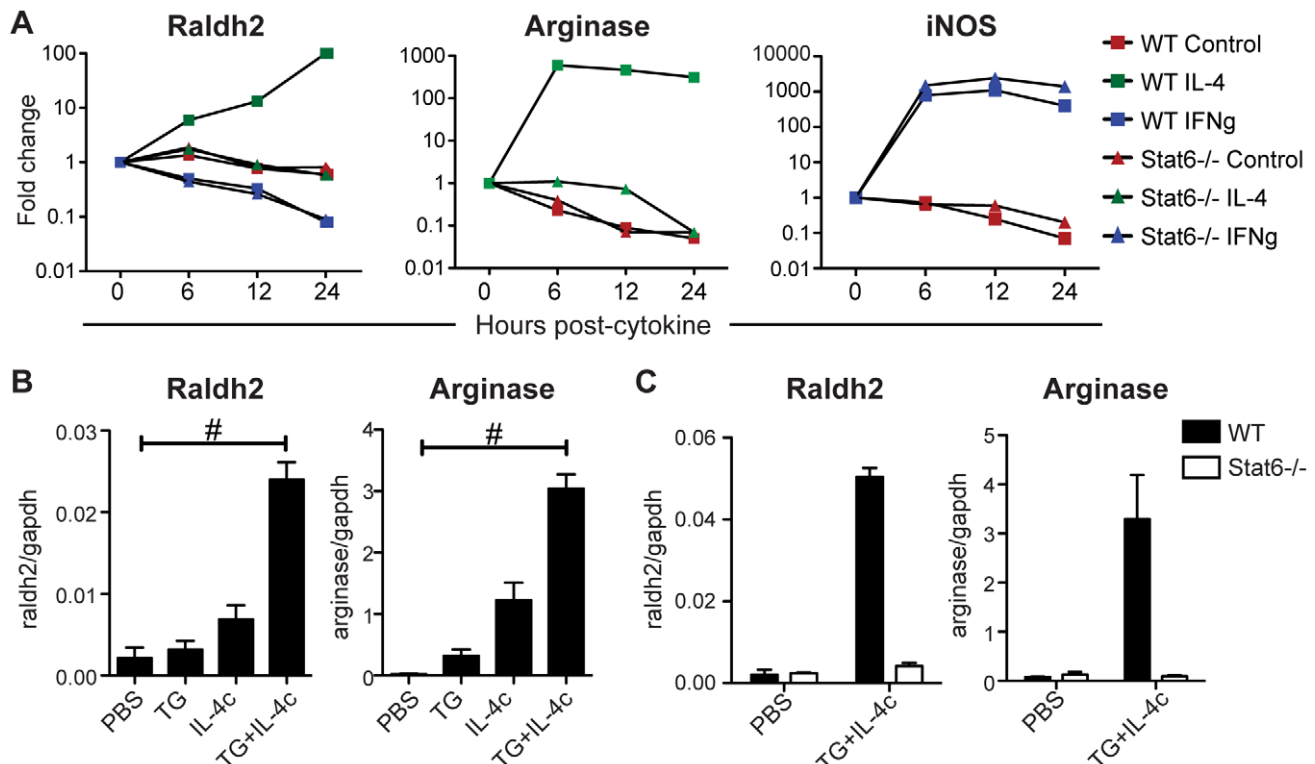 A
Raldh2
Arginase
iNOS
Fold change
100
10
1
0.1
0.01
0 6 12 24
1000
100
10
1
0.1
0.01
0 6 12 24
10000
1000
100
10
1
0.1
0.01
0 6 12 24
Hours post-cytokine
WT Control
WT IL-4
WT IFNg
Stat6-/- Control
Stat6-/- IL-4
Stat6-/- IFNg
B
Raldh2
raldh2/gapdh
0.03
0.02
0.01
0.00
#
PBS
TG
IL-4c
TG+IL-4c
Arginase
arginase/gapdh
4
3
2
1
0
#
PBS
TG
IL-4c
TG+IL-4c
C
Raldh2
raldh2/gapdh
0.06
0.04
0.02
0.00
PBS
TG+IL-4c
Arginase
arginase/gapdh
5
4
3
2
1
0
PBS
TG+IL-4c
WT
Stat6-/-